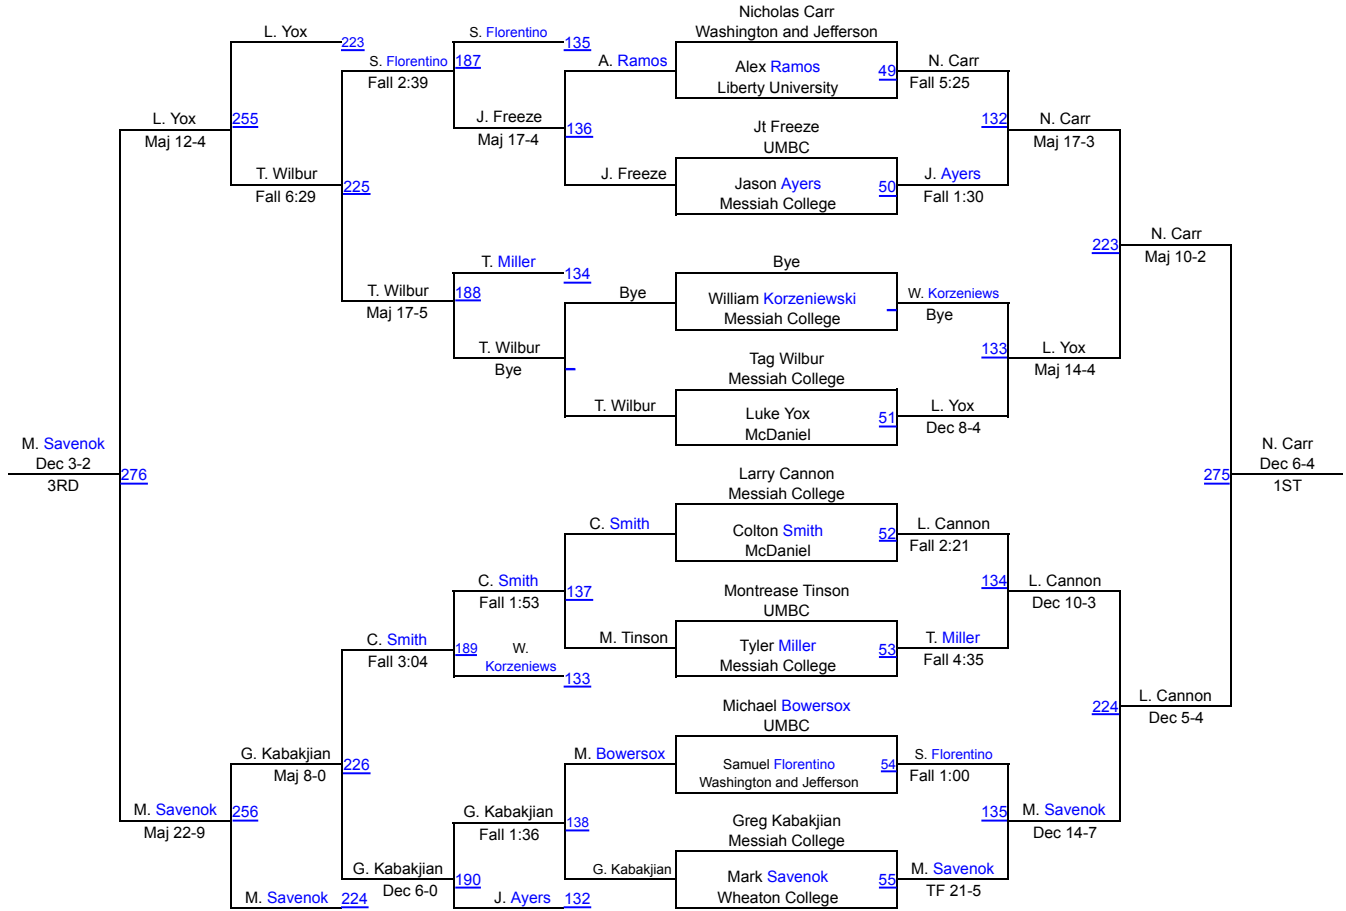 Nicholas Carr
Washington and Jefferson
L. Yox
223
S. Florentino
135
S. Florentino
187
Fall 2:39
A. Ramos
Alex Ramos
49
Liberty University
N. Carr
Fall 5:25
L. Yox
255
Maj 12-4
J. Freeze
136
Maj 17-4
Jt Freeze
UMBC
132
N. Carr
Maj 17-3
T. Wilbur
225
Fall 6:29
J. Freeze
Jason Ayers
50
Messiah College
J. Ayers
Fall 1:30
N. Carr
223
Maj 10-2
T. Miller
134
Bye
T. Wilbur
188
Maj 17-5
Bye
William Korzeniewski
Messiah College
W. Korzeniews
Bye
T. Wilbur
Bye
Tag Wilbur
Messiah College
133
L. Yox
Maj 14-4
T. Wilbur
Luke Yox
51
McDaniel
L. Yox
Dec 8-4
M. Savenok
Dec 3-2
276
3RD
Larry Cannon
Messiah College
N. Carr
Dec 6-4
275
1ST
C. Smith
Colton Smith
52
McDaniel
L. Cannon
Fall 2:21
C. Smith
137
Fall 1:53
Montrease Tinson
UMBC
134
L. Cannon
Dec 10-3
C. Smith
189
Fall 3:04
W.
Korzeniews
133
M. Tinson
Tyler Miller
53
Messiah College
T. Miller
Fall 4:35
Michael Bowersox
UMBC
224
L. Cannon
Dec 5-4
G. Kabakjian
226
Maj 8-0
M. Bowersox
Samuel Florentino
54
Washington and Jefferson
S. Florentino
Fall 1:00
M. Savenok
256
Maj 22-9
G. Kabakjian
138
Fall 1:36
Greg Kabakjian
Messiah College
135
M. Savenok
Dec 14-7
G. Kabakjian
190
Dec 6-0
G. Kabakjian
Mark Savenok
55
Wheaton College
M. Savenok
TF 21-5
M. Savenok
224
J. Ayers
132